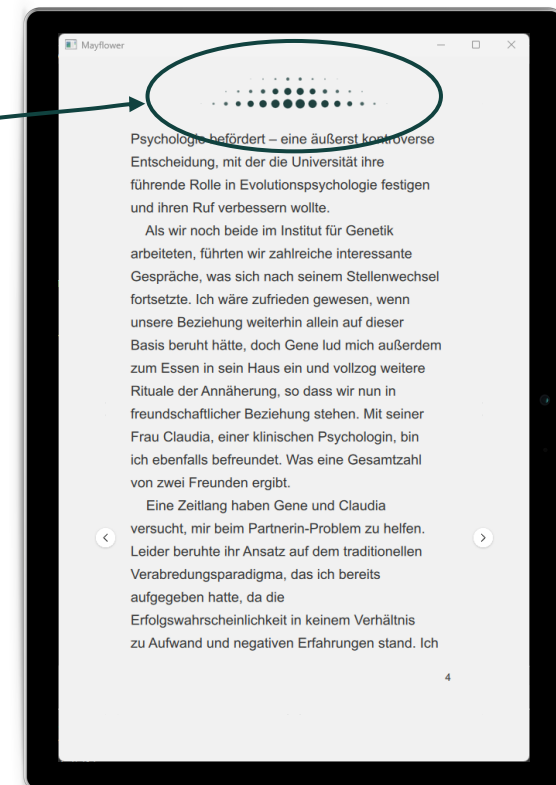 Mayflower
Psychologie befördert – eine äußerst kontroverse
Entscheidung, mit der die Universität ihre
führende Rolle in Evolutionspsychologie festigen
und ihren Ruf verbessern wollte.
Als wir noch beide im Institut für Genetik
arbeiteten, führten wir zahlreiche interessante
Gespräche, was sich nach seinem Stellenwechsel
fortsetzte. Ich wäre zufrieden gewesen, wenn
unsere Beziehung weiterhin allein auf dieser
Basis beruht hätte, doch Gene lud mich außerdem
zum Essen in sein Haus ein und vollzog weitere
Rituale der Annäherung, so dass wir nun in
freundschaftlicher Beziehung stehen. Mit seiner
Frau Claudia, einer klinischen Psychologin, bin
ich ebenfalls befreundet. Was eine Gesamtzahl
von zwei Freunden ergibt.
Eine Zeitlang haben Gene und Claudia
versucht, mir beim Partnerin-Problem zu helfen.
Leider beruhte ihr Ansatz auf dem traditionellen
Verabredungsparadigma, das ich bereits
aufgegeben hatte, da die
Erfolgswahrscheinlichkeit in keinem Verhältnis
zu Aufwand und negativen Erfahrungen stand. Ich
4